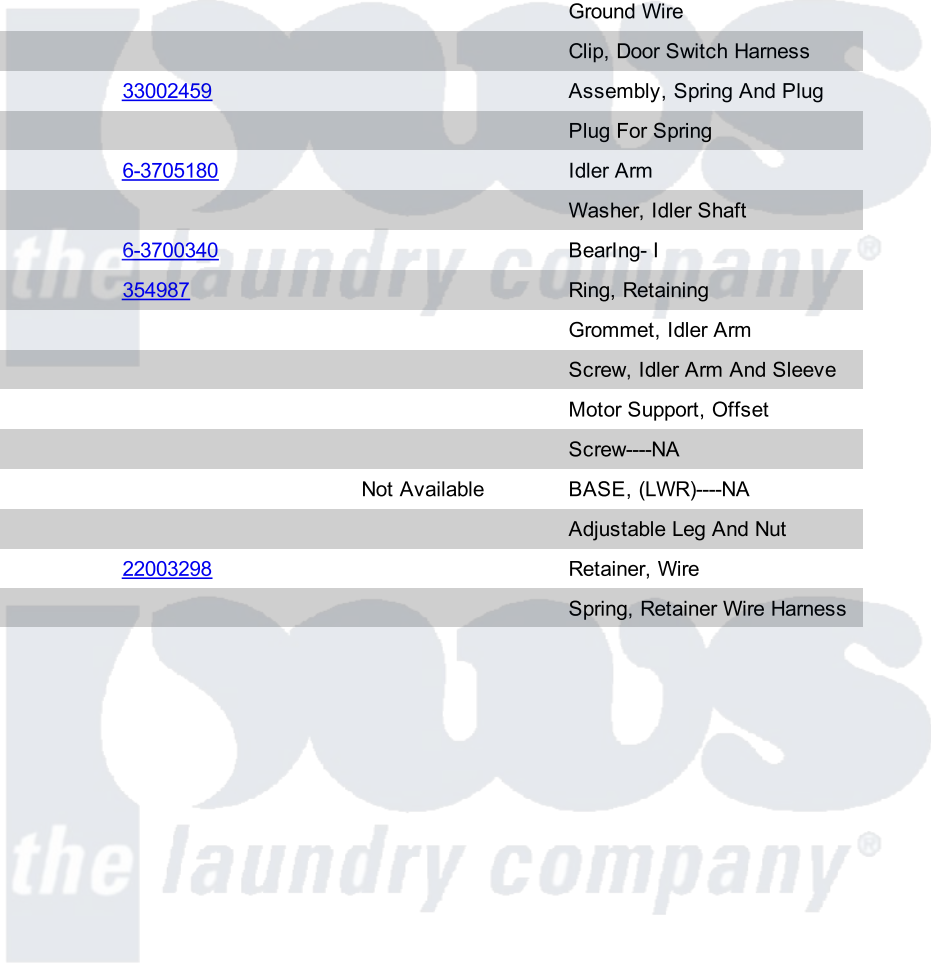 Ground Wire
Clip, Door Switch Harness
33002459 Assembly, Spring And Plug
Plug For Spring
6-3705180 Idler Arm
Washer, Idler Shaft
6-3700340 BearIng- I
354987 Ring, Retaining
Grommet, Idler Arm
Screw, Idler Arm And Sleeve
Motor Support, Offset
Screw----NA
Not Available BASE, (LWR)----NA
Adjustable Leg And Nut
22003298 Retainer, Wire
Spring, Retainer Wire Harness
pws
the laundry company®
pws
the laundry company®